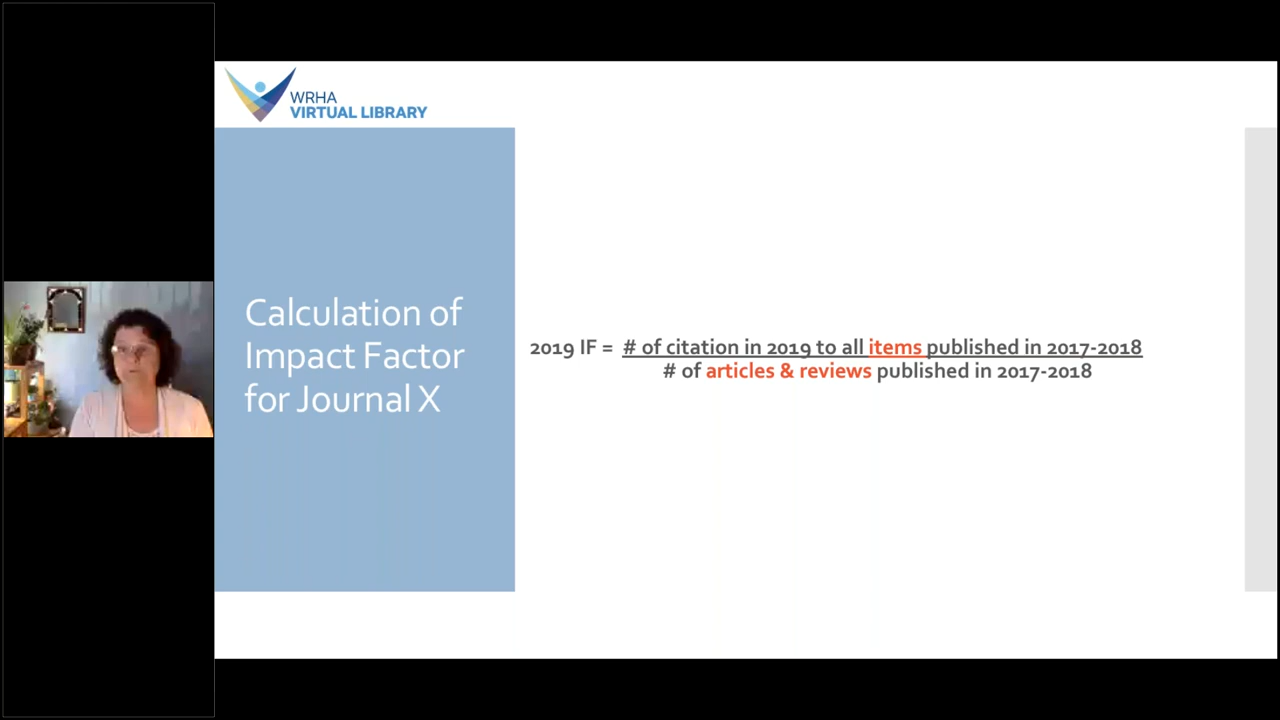 WRHA
VIRTUAL LIBRARY
Calculation of
Impact Factor
for Journal X
2019 IF = # of citation in 2019 to all items published in 2017-2018
# of articles & reviews published in 2017-2018